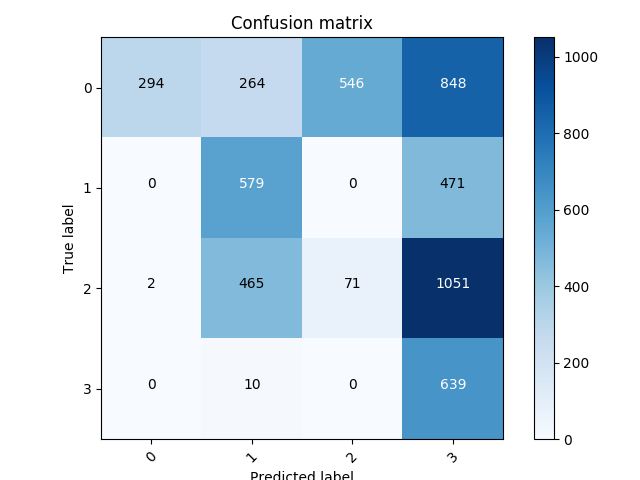 Confusion matrix
0 294 264 546 848
1 0 579 0 471
2 2 465 71 1051
3 0 10 0 639
0 1 2 3
True label
Predicted label
1000
800
600
400
200
0